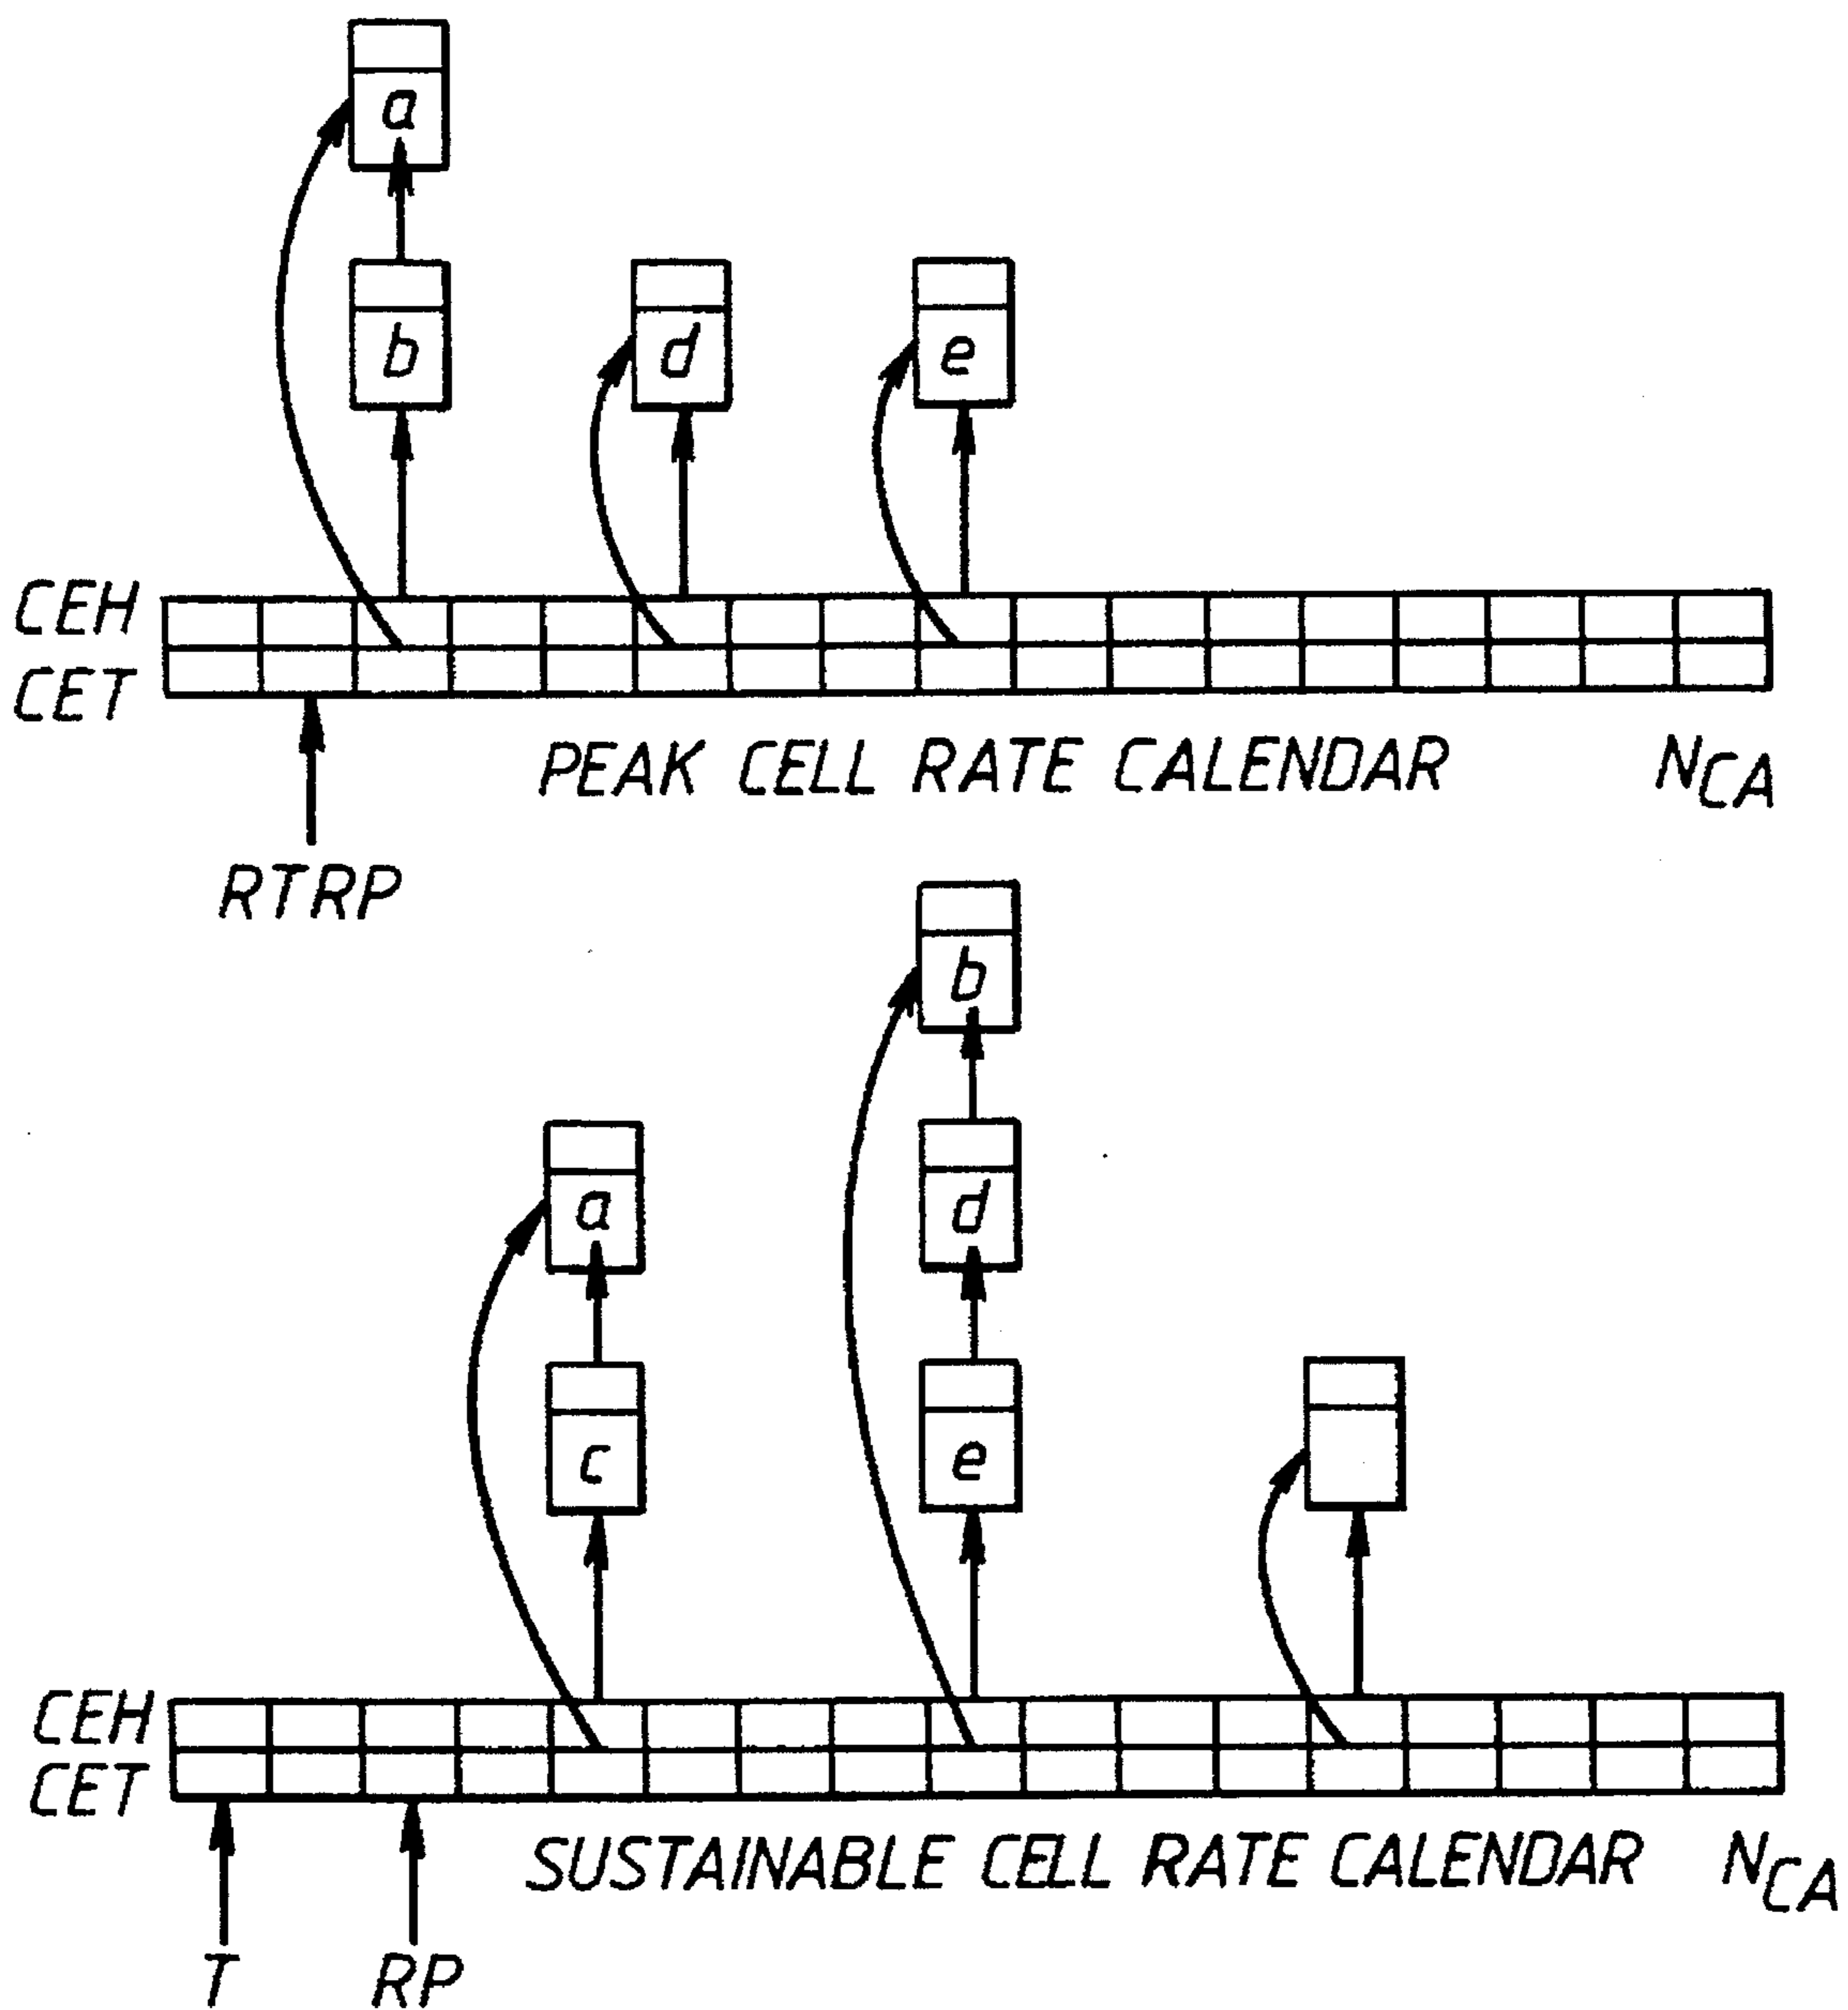 a
b d e
CEH
CET
PEAK CELL RATE CALENDAR NCA
RTRP
b
a d
c e
CEH
CET
SUSTAINABLE CELL RATE CALENDAR NCA
T RP